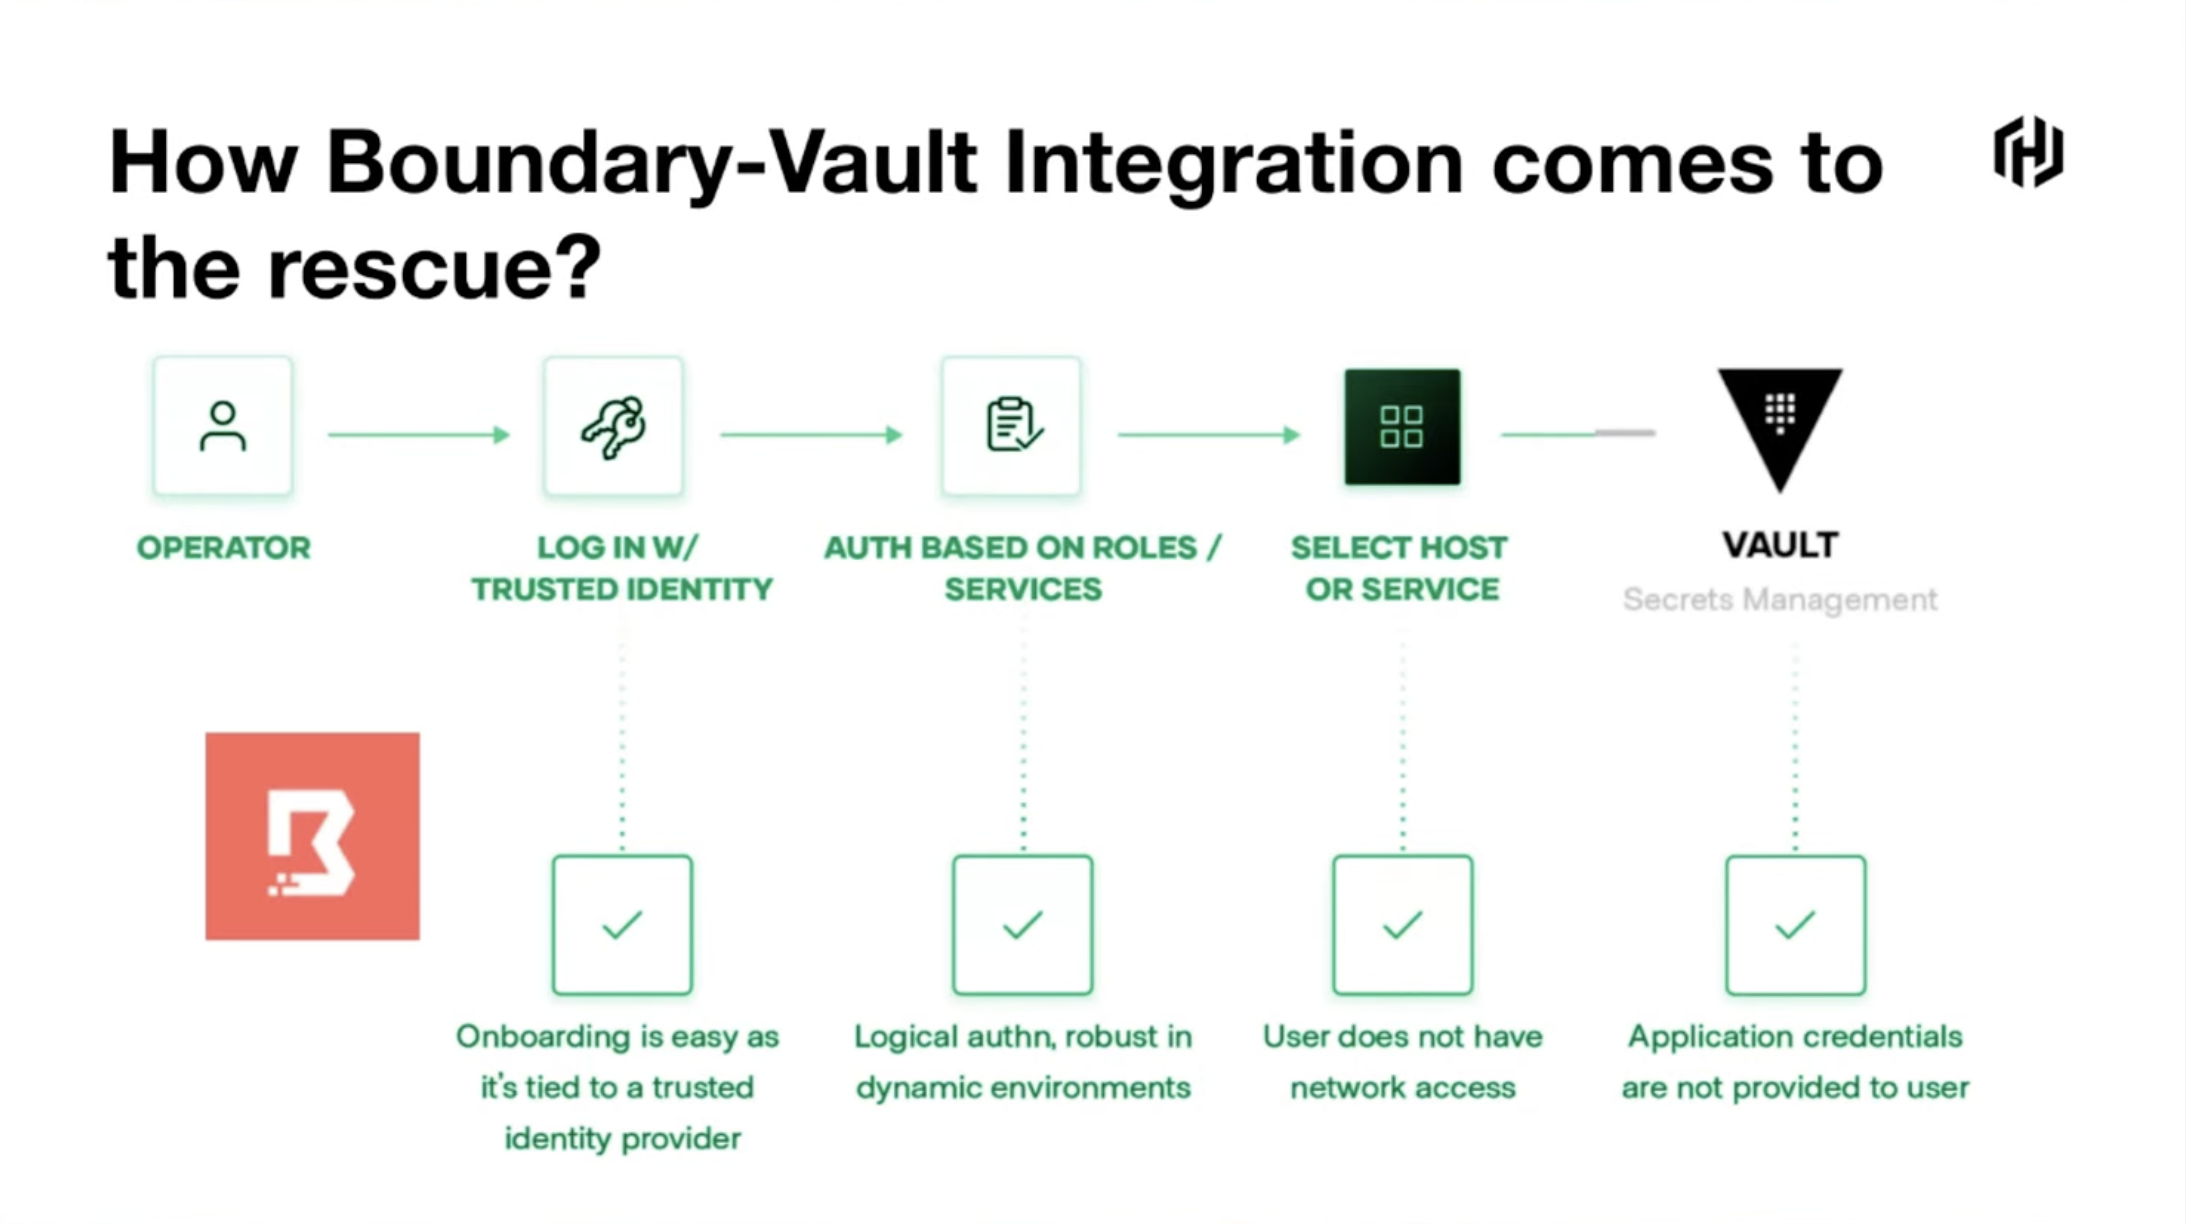 How Boundary-Vault Integration comes to
the rescue?
OPERATOR
LOG IN W/
TRUSTED IDENTITY
AUTH BASED ON ROLES /
SERVICES
SELECT HOST
OR SERVICE
VAULT
Secrets Management
Onboarding is easy as
it's tied to a trusted
identity provider
Logical authn, robust in
dynamic environments
User does not have
network access
Application credentials
are not provided to user